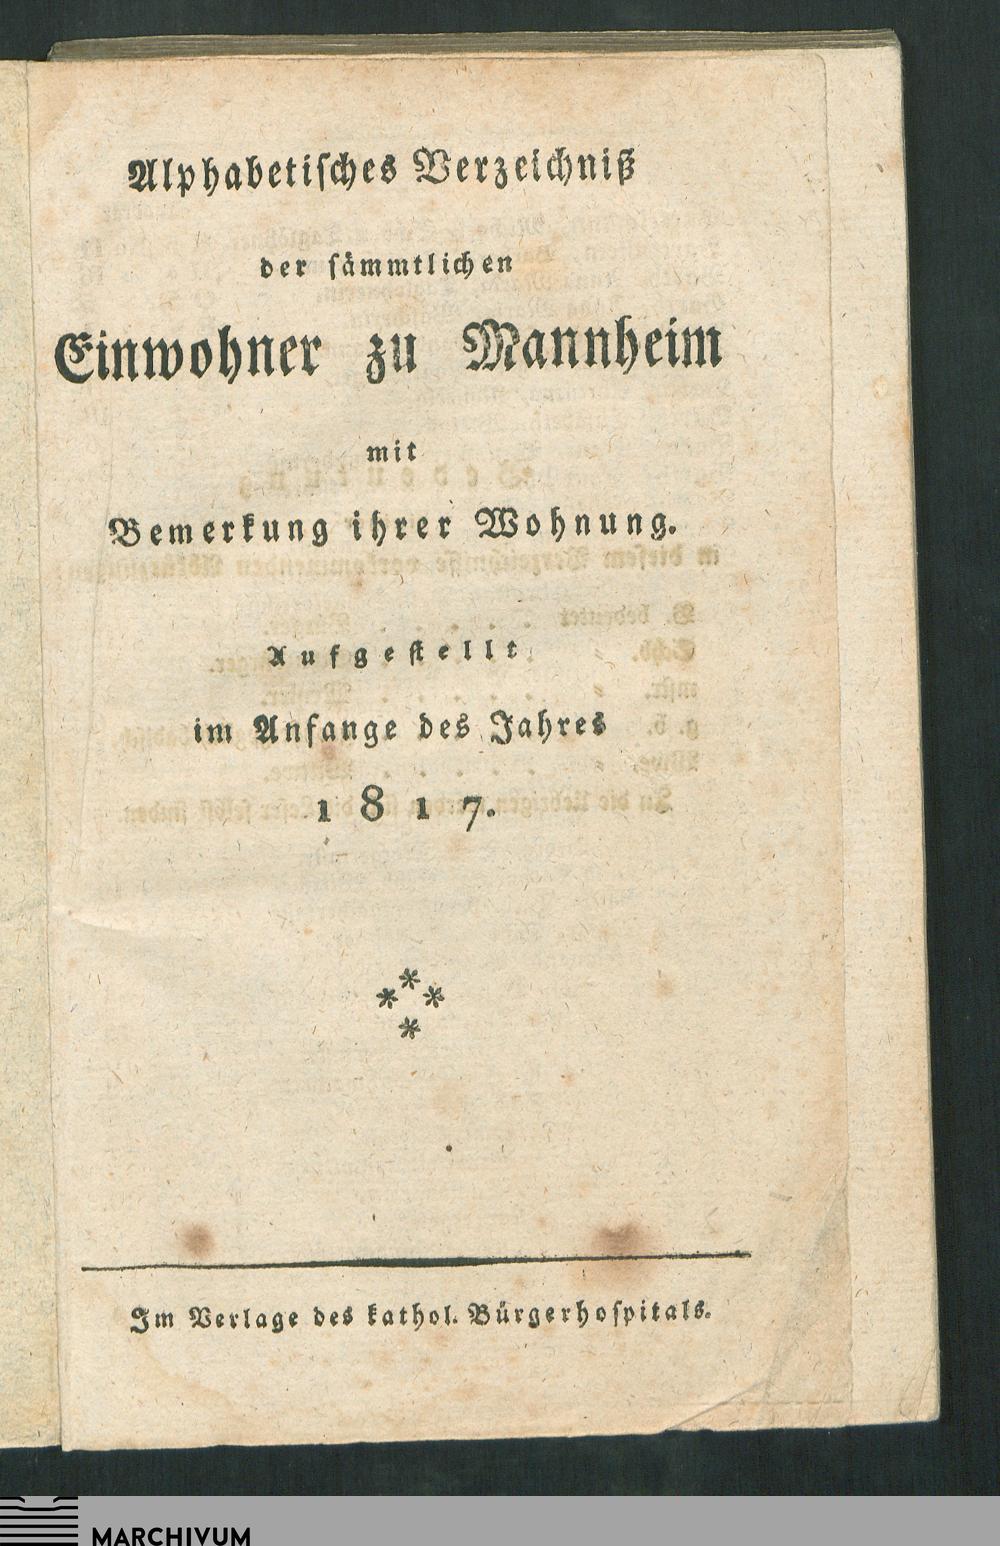 Alphabetiſches Verzeichniß
der ſämmtlichen
Einwohner zu Mannheim
mit
Bemerkung ihrer Wohnung.
Aufgeſtellt
im Anfange des Jahres
1817.
* * * *
Im Verlage des kathol. Bürgerhoſpitals.
MARCHIVUM